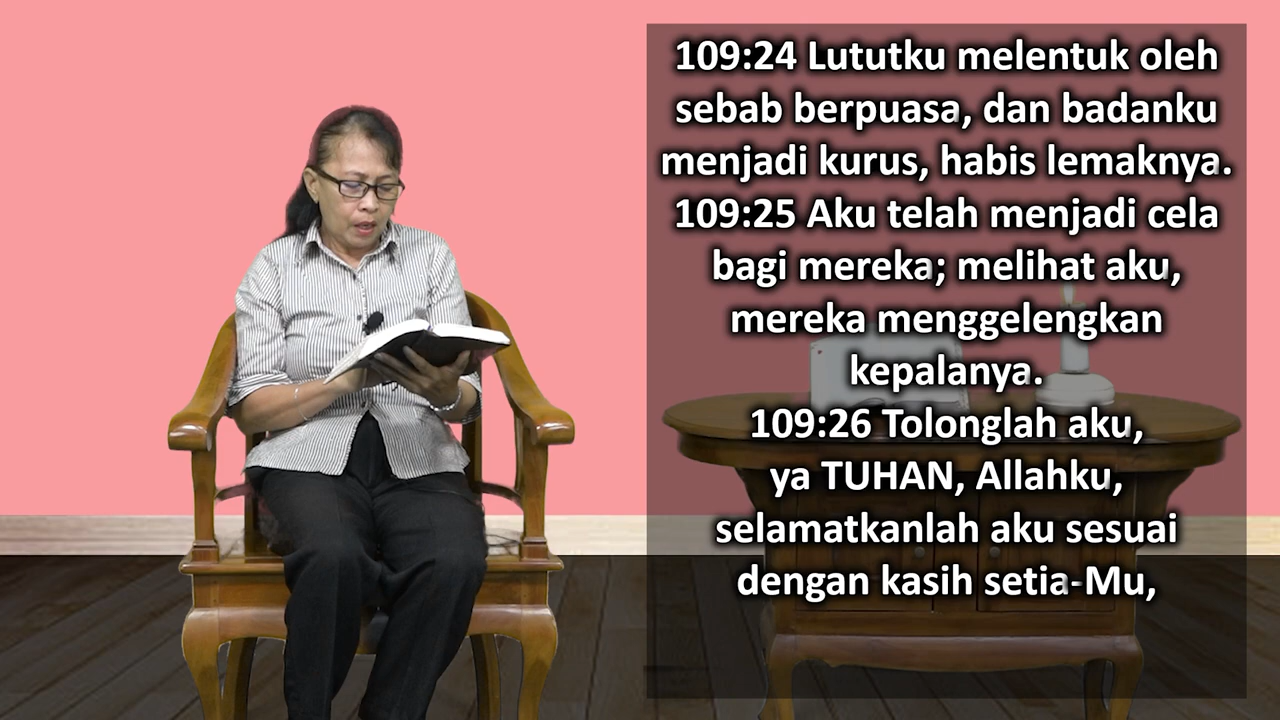 109:24 Lututku melentuk oleh
sebab berpuasa, dan badanku
menjadi kurus, habis lemaknya.
109:25 Aku telah menjadi cela
bagi mereka; melihat aku,
mereka menggelengkan
kepalanya.
109:26 Tolonglah aku,
ya TUHAN, Allahku,
selamatkanlah aku sesuai
dengan kasih setia-Mu,